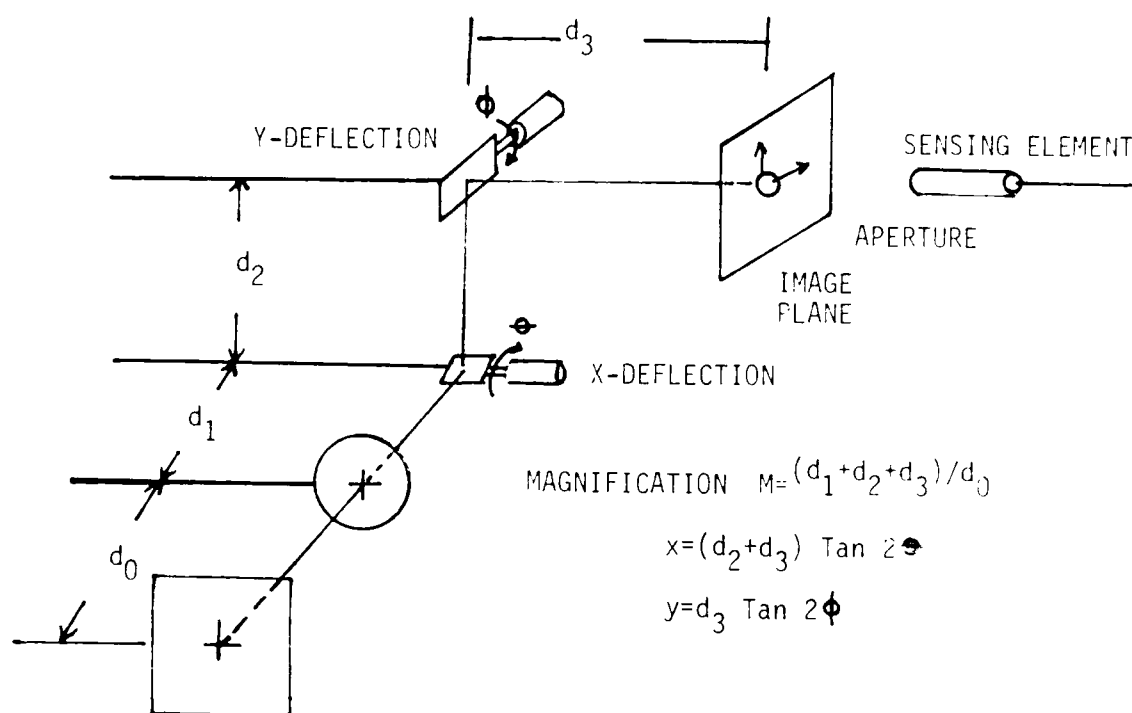 d₃
ϕ
Y-DEFLECTION
SENSING ELEMENT
APERTURE
d₂
IMAGE
PLANE
X-DEFLECTION
d₁
MAGNIFICATION M=(d₁+d₂+d₃)/d₀
x=(d₂+d₃) Tan 2
d₀
y=d₃ Tan 2ϕ